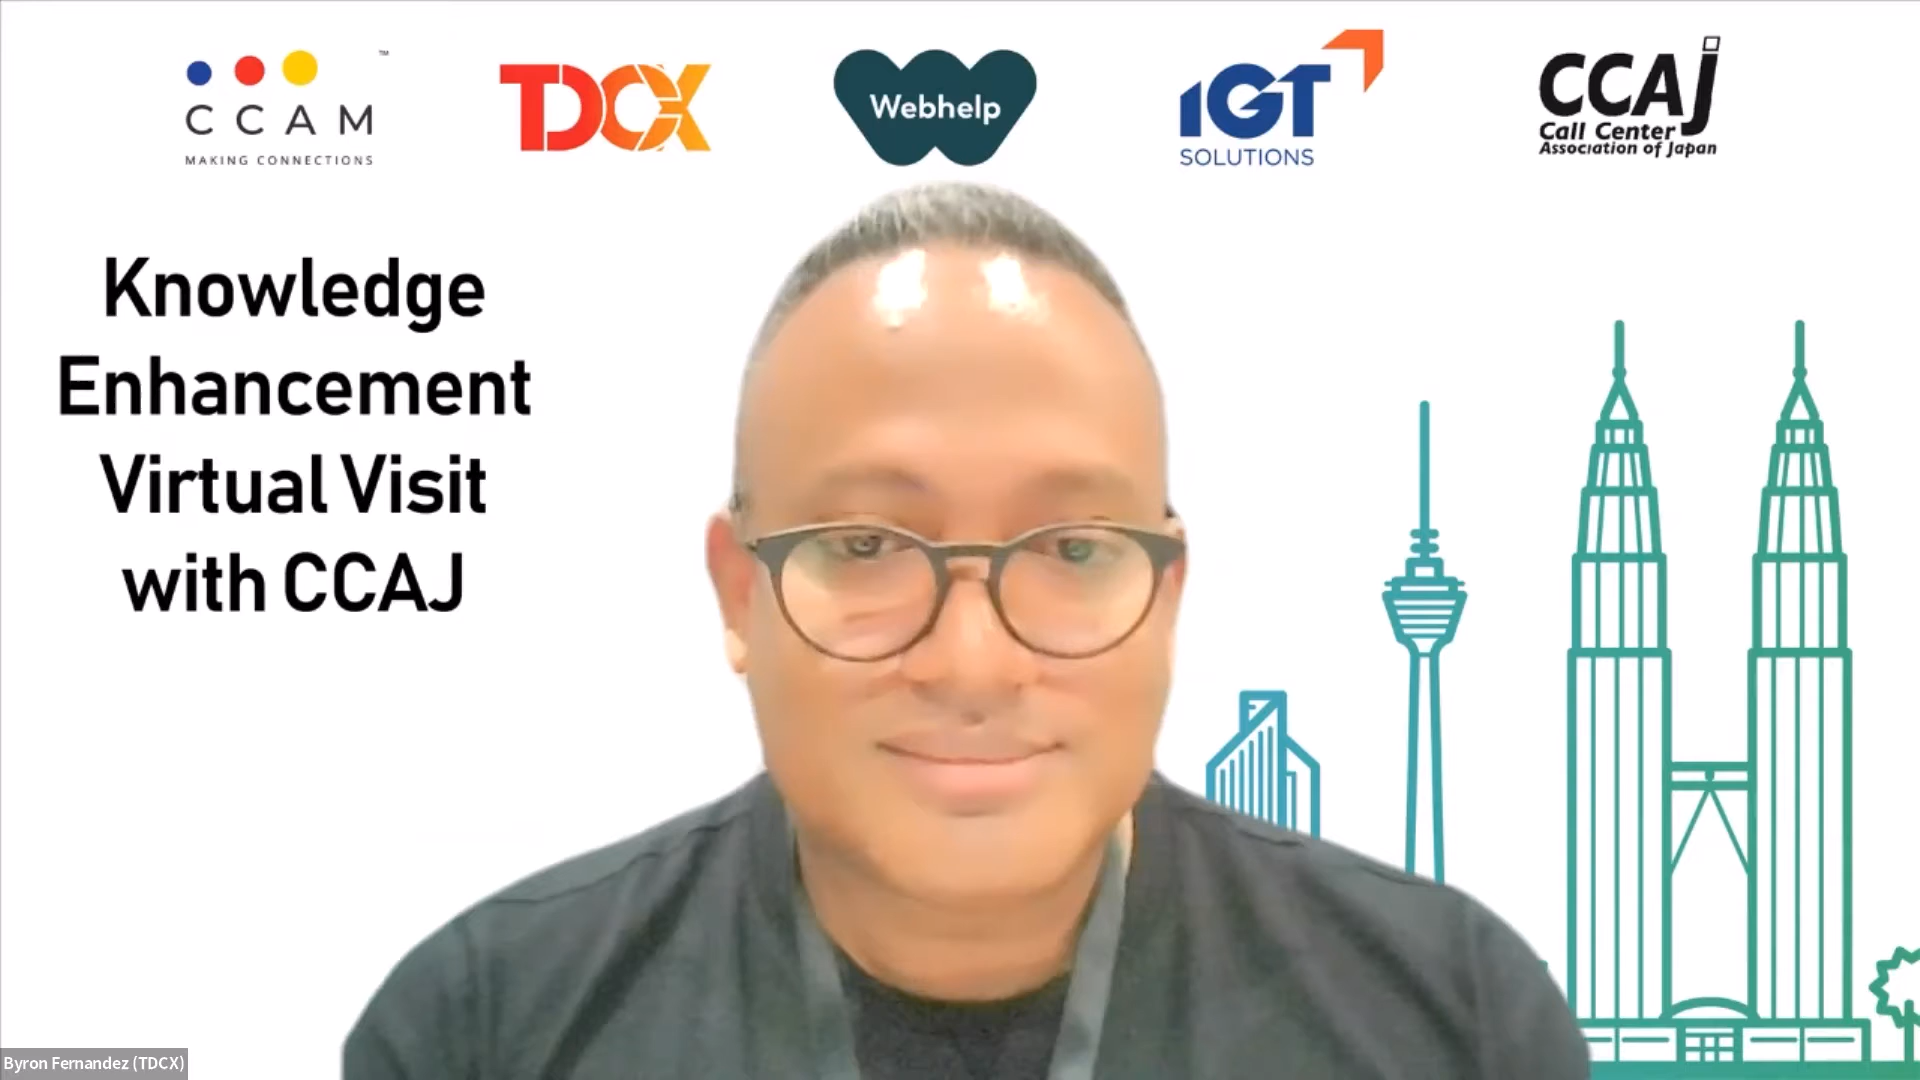 CCAM
™
MAKING CONNECTIONS
TDCX
Webhelp
IGT
SOLUTIONS
CCAJ
Call Center
Association of Japan
Knowledge
Enhancement
Virtual Visit
with CCAJ
Byron Fernandez (TDCX)